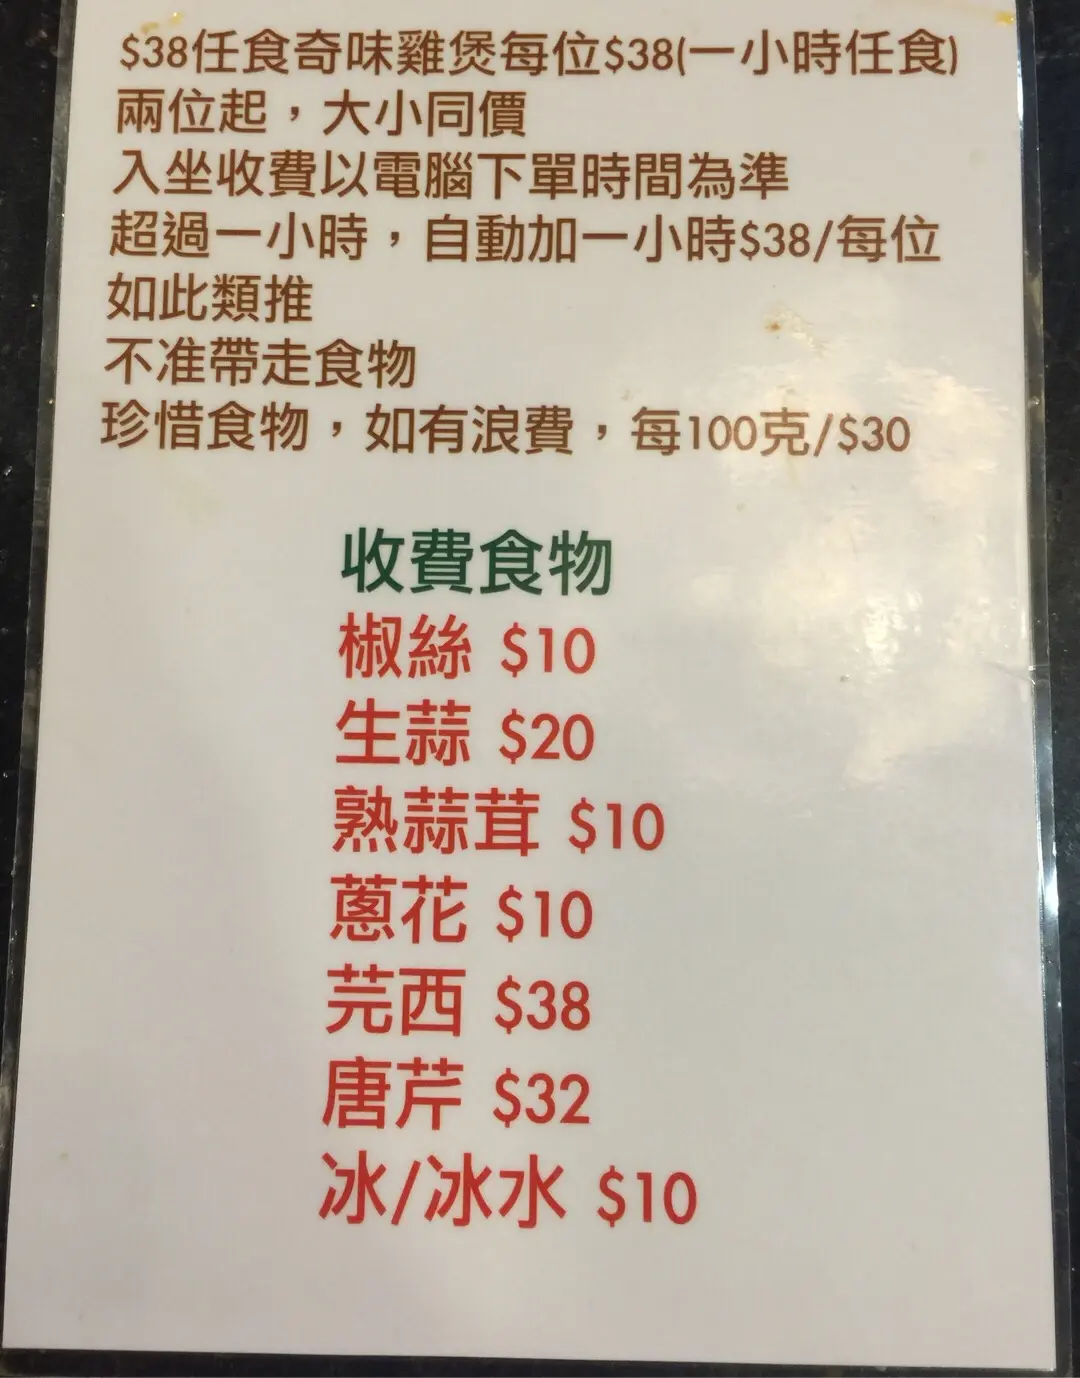 $38任食奇味雞煲每位$38(一小時任食)
兩位起，大小同價
入坐收費以電腦下單時間為準
超過一小時，自動加一小時$38/每位
如此類推
不准帶走食物
珍惜食物，如有浪費，每100克/$30
收費食物
椒絲 $10
生蒜 $20
熟蒜茸 $10
蔥花 $10
芫西 $38
唐芹 $32
冰/冰水 $10